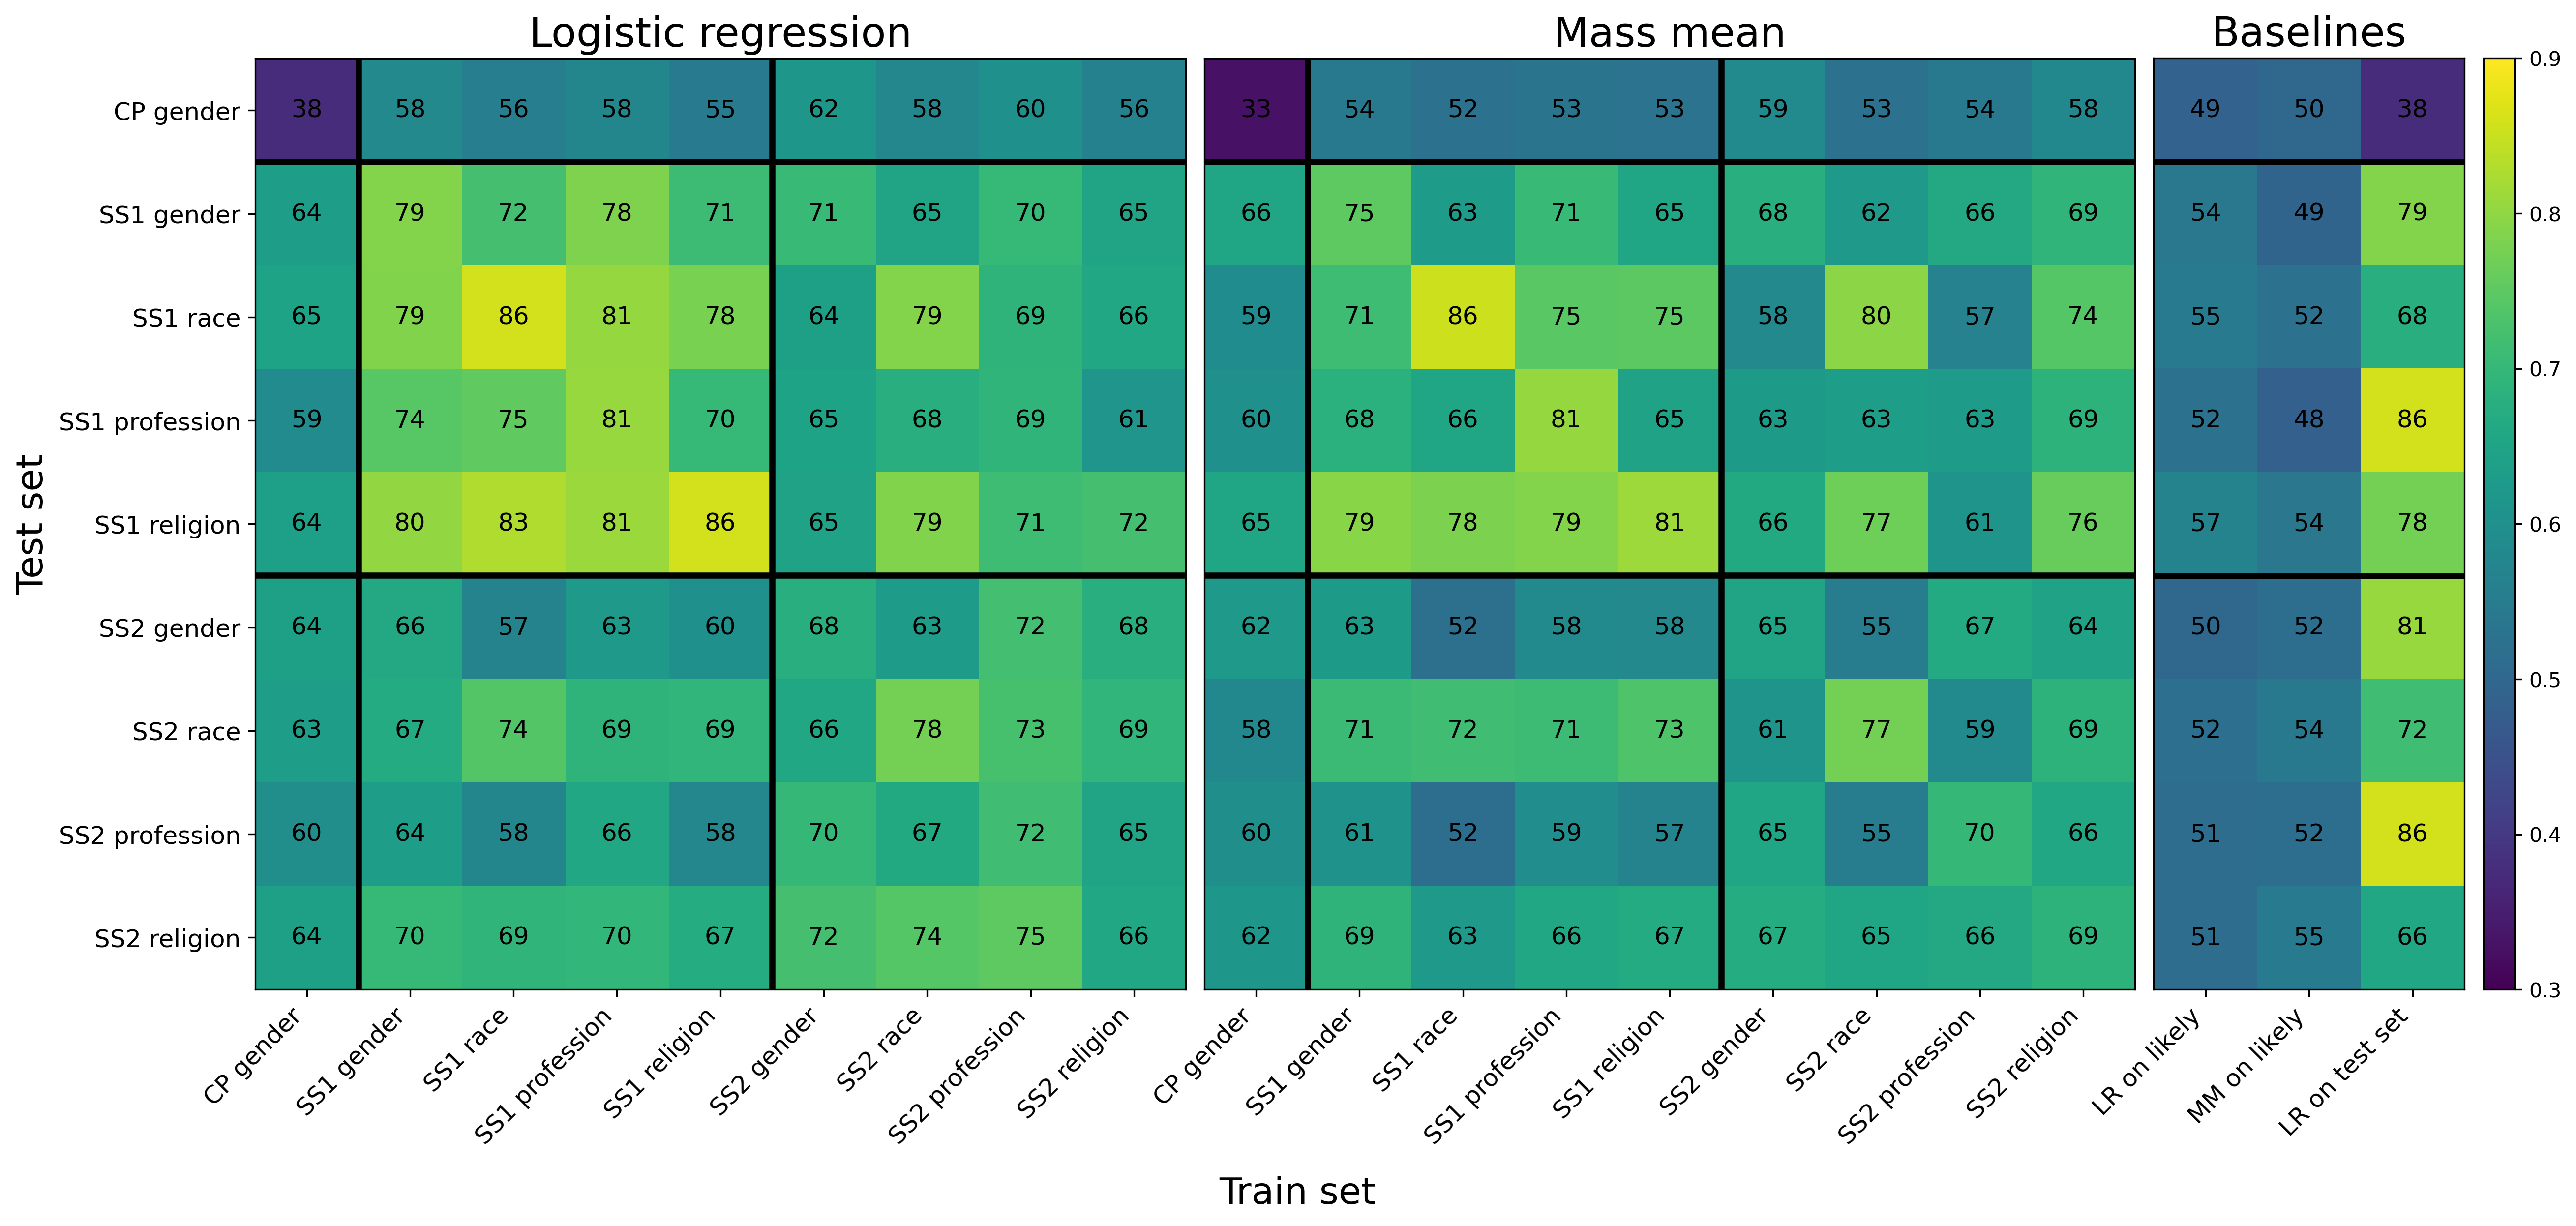 Logistic regression Mass mean Baselines
CP gender 38 58 56 58 55 62 58 60 56 33 54 52 53 53 59 53 54 58 49 50 38 0.9
SS1 gender 64 79 72 78 71 71 65 70 65 66 75 63 71 65 68 62 66 69 54 49 79 0.8
SS1 race 65 79 86 81 78 64 79 69 66 59 71 86 75 75 58 80 57 74 55 52 68
SS1 profession 59 74 75 81 70 65 68 69 61 60 68 66 81 65 63 63 63 69 52 48 86 0.7
SS1 religion 64 80 83 81 86 65 79 71 72 65 79 78 79 81 66 77 61 76 57 54 78 0.6
SS2 gender 64 66 57 63 60 68 63 72 68 62 63 52 58 58 65 55 67 64 50 52 81
SS2 race 63 67 74 69 69 66 78 73 69 58 71 72 71 73 61 77 59 69 52 54 72 0.5
SS2 profession 60 64 58 66 58 70 67 72 65 60 61 52 59 57 65 55 70 66 51 52 86 0.4
SS2 religion 64 70 69 70 67 72 74 75 66 62 69 63 66 67 67 65 66 69 51 55 66 0.3
Test set
CP gender SS1 gender SS1 race SS1 profession SS1 religion SS2 gender SS2 race SS2 profession SS2 religion CP gender SS1 gender SS1 race SS1 profession SS1 religion SS2 gender SS2 race SS2 profession SS2 religion LR on likely MM on likely LR on test set
Train set